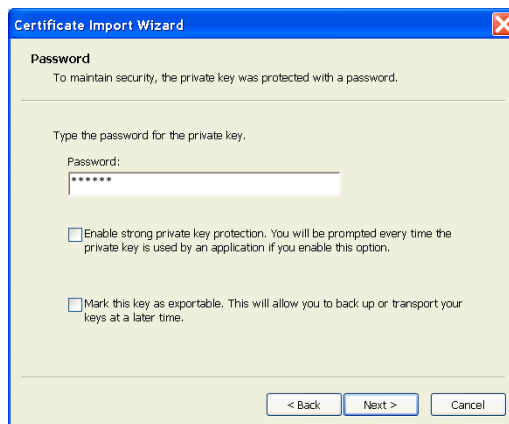 Certificate Import Wizard
Password
To maintain security, the private key was protected with a password.
Type the password for the private key.
Password:
******
Enable strong private key protection. You will be prompted every time the
private key is used by an application if you enable this option.
Mark this key as exportable. This will allow you to back up or transport your
keys at a later time.
< Back Next > Cancel